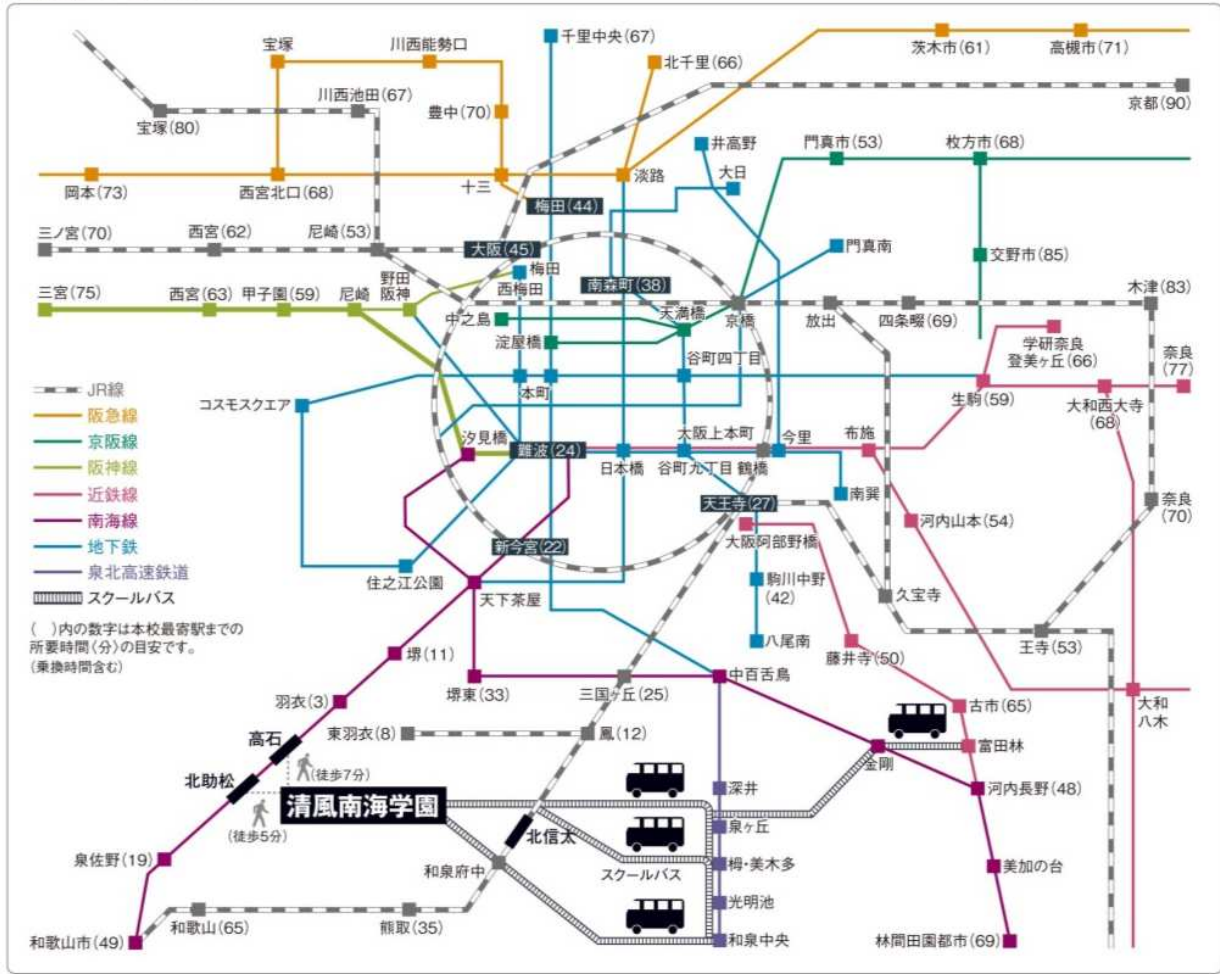 宝塚
川西能勢口
千里中央(67)
茨木市(61)
高槻市(71)
北千里(66)
川西池田(67)
京都(90)
宝塚(80)
豊中(70)
井高野
門真市(53)
枚方市(68)
大日
岡本(73)
西宮北口(68)
十三
淡路
梅田(44)
三ノ宮(70)
西宮(62)
尼崎(53)
大阪(45)
門真南
交野市(85)
梅田
西梅田
南森町(38)
野田
阪神
三宮(75)
西宮(63)
甲子園(59)
尼崎
木津(83)
中之島
天満橋
京橋
放出
四条畷(69)
淀屋橋
谷町四丁目
学研奈良
登美ヶ丘(66)
奈良
(77)
JR線
阪急線
京阪線
阪神線
近鉄線
南海線
地下鉄
泉北高速鉄道
スクールバス
( )内の数字は本校最寄駅までの
所要時間〈分〉の目安です。
(乗換時間含む)
コスモスクエア
本町
生駒(59)
大和西大寺
(68)
汐見橋
大阪上本町
布施
難波(24)
日本橋
谷町九丁目
鶴橋
今里
南巽
天王寺(27)
奈良
(70)
河内山本(54)
大阪阿部野橋
新今宮(22)
住之江公園
天下茶屋
駒川中野
(42)
久宝寺
八尾南
藤井寺(50)
王寺(53)
堺(11)
堺東(33)
三国ヶ丘(25)
中百舌鳥
大和
八木
羽衣(3)
古市(65)
東羽衣(8)
鳳(12)
高石
(徒歩7分)
金剛
富田林
北助松
清風南海学園
(徒歩5分)
深井
河内長野(48)
泉ヶ丘
北信太
泉佐野(19)
和泉府中
スクールバス
栂・美木多
美加の台
光明池
和歌山(65)
熊取(35)
和歌山市(49)
和泉中央
林間田園都市(69)